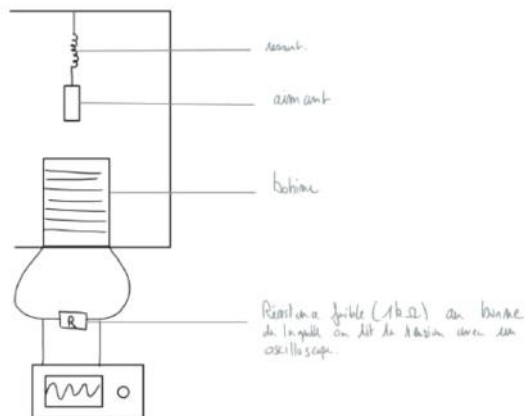 ressort.
aimant
bobine
R
Résistance faible (1kΩ) au borne
de laquelle on lit la tension avec un
oscilloscope.